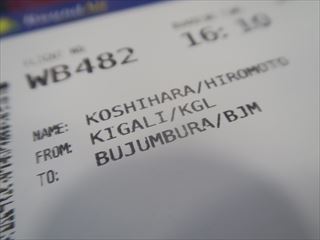 FLIGHT NO.
WB482
16:10
NAME: KOSHIHARA/HIROMOTO
FROM: KIGALI/KGL
TO: BUJUMBURA/BJM